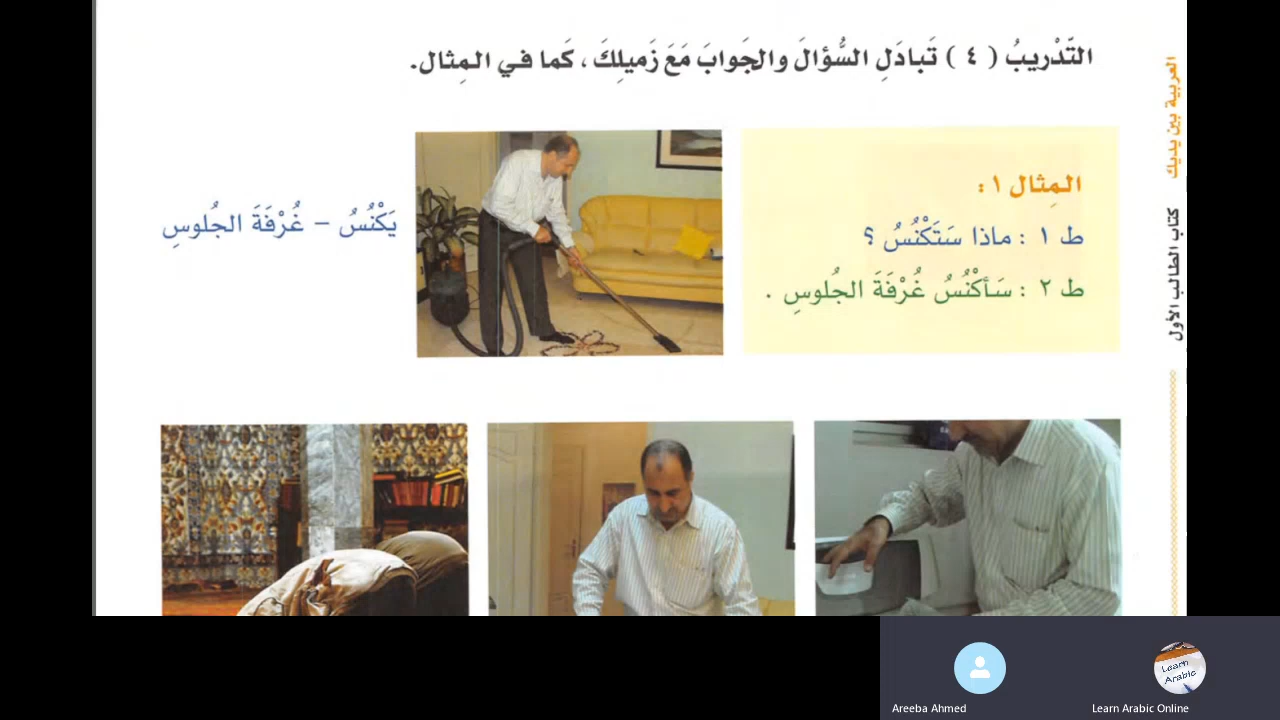 التَّدْريبُ ( ٤ ) تَبادَلِ السُّؤالَ والجَوابَ مَعَ زَميلِكَ ، كَما في المِثال.
المِثال ١ :
ط ١ : ماذا سَتَكْنُسُ ؟
ط ٢ : سَأَكْنُسُ غُرْفَةَ الجُلوسِ .
يَكْنُسُ – غُرْفَةَ الجُلوسِ
العربية بين يديك
كتاب الطالب الأول
Learn
Arabic
Areeba Ahmed
Learn Arabic Online